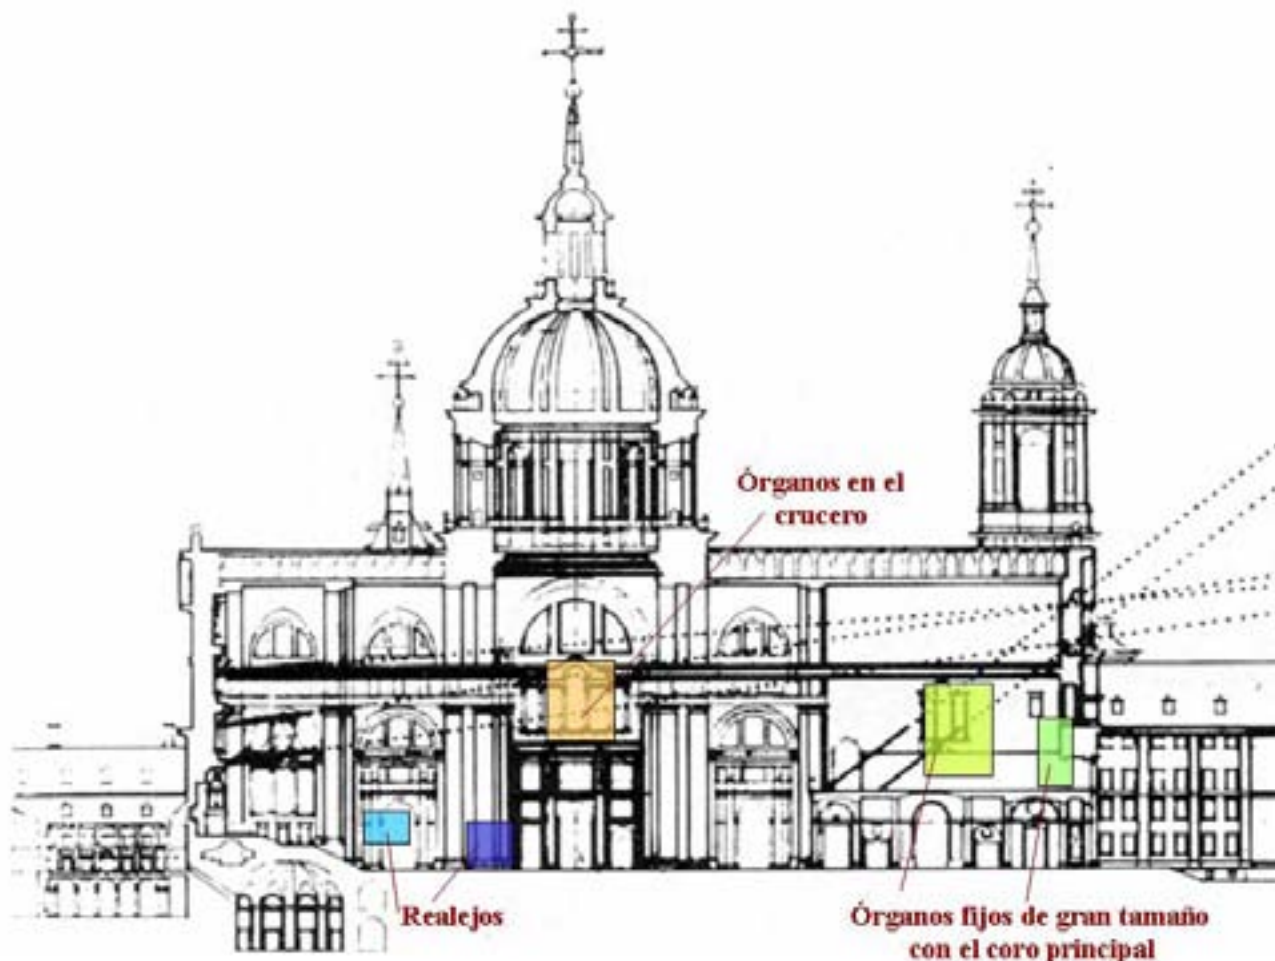 Órganos en el
crucero
Realejos
Órganos fijos de gran tamaño
con el coro principal